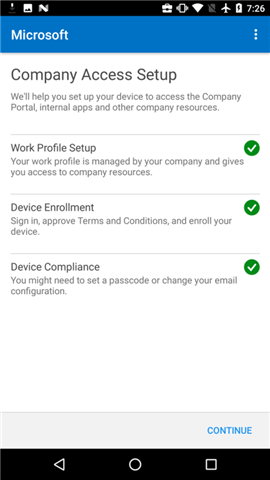 7:26
Microsoft
Company Access Setup
We'll help you set up your device to access the Company
Portal, internal apps and other company resources.
Work Profile Setup
Your work profile is managed by your company and gives
you access to company resources.
Device Enrollment
Sign in, approve Terms and Conditions, and enroll your
device.
Device Compliance
You might need to set a passcode or change your email
configuration.
CONTINUE